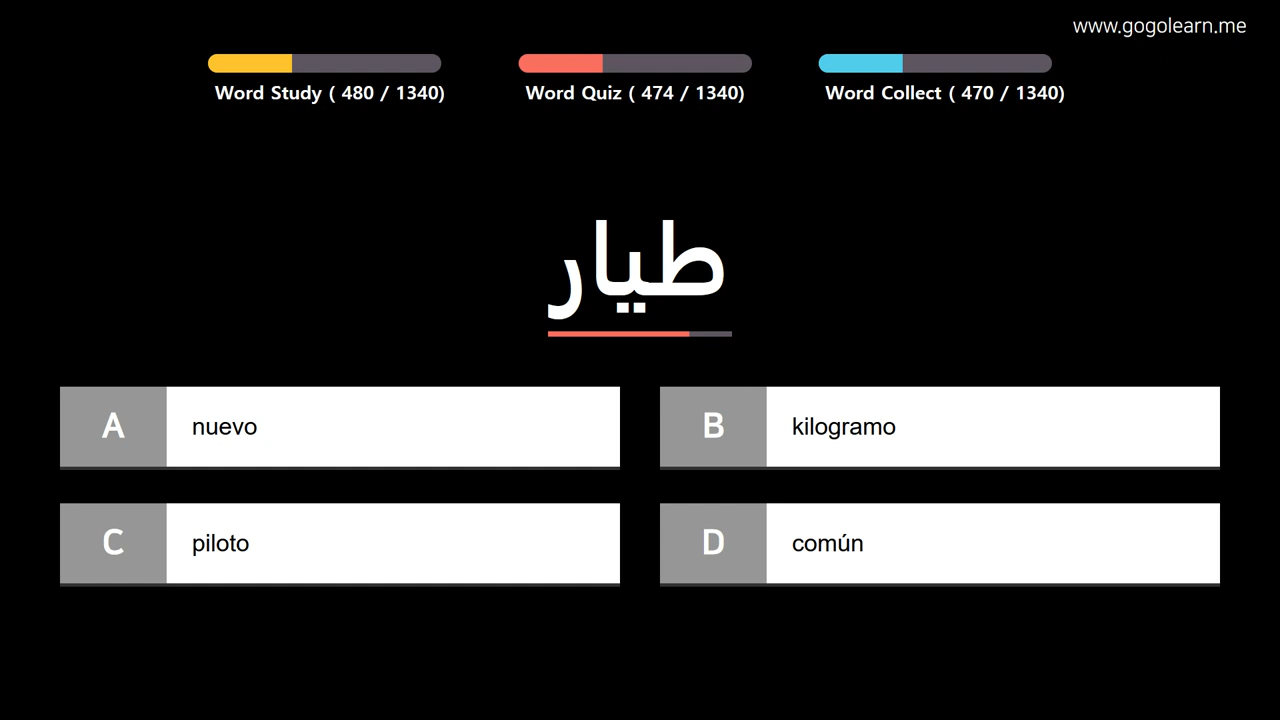 www.gogolearn.me
Word Study ( 480 / 1340)
Word Quiz ( 474 / 1340)
Word Collect ( 470 / 1340)
طيار
A nuevo
B kilogramo
C piloto
D común